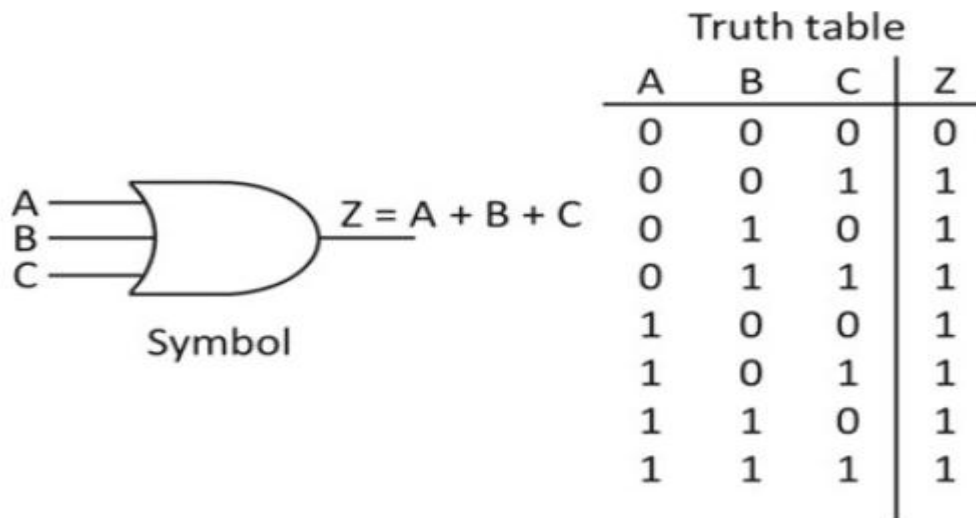 A
B
C
Z = A + B + C
Symbol
Truth table
A B C Z
0 0 0 0
0 0 1 1
0 1 0 1
0 1 1 1
1 0 0 1
1 0 1 1
1 1 0 1
1 1 1 1